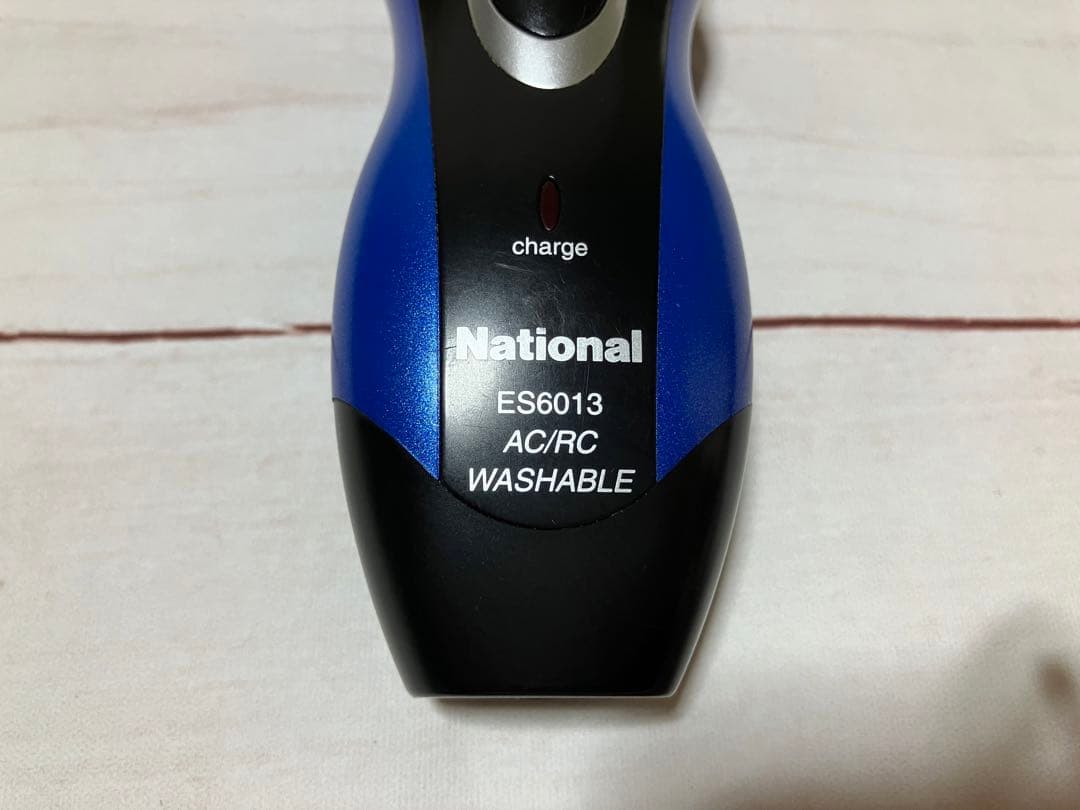 charge
National
ES6013
AC/RC
WASHABLE